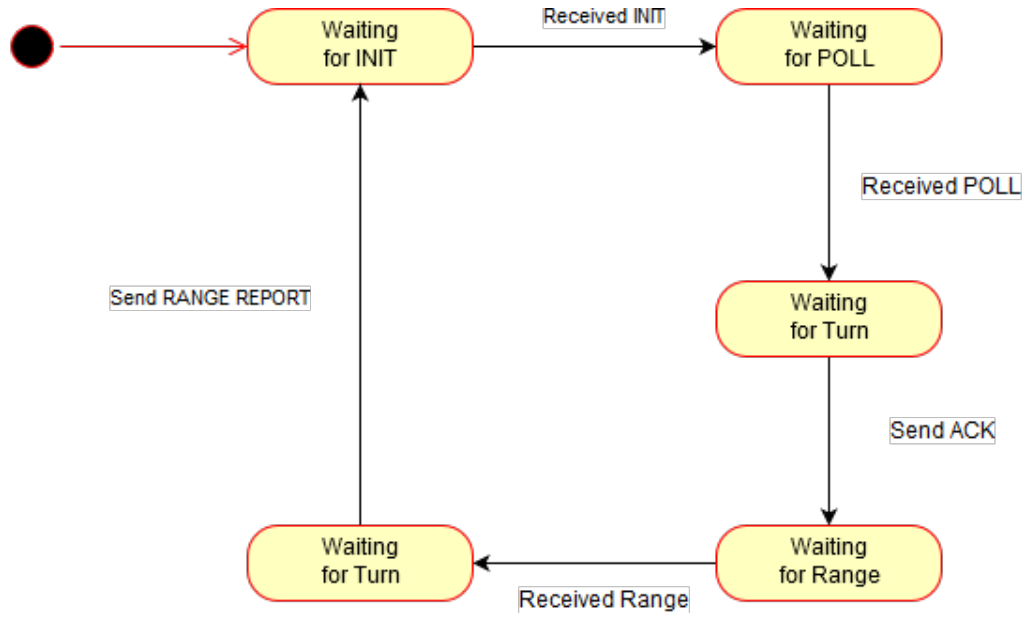 Waiting
for INIT
Received INIT
Waiting
for POLL
Received POLL
Waiting
for Turn
Send ACK
Waiting
for Range
Received Range
Waiting
for Turn
Send RANGE REPORT